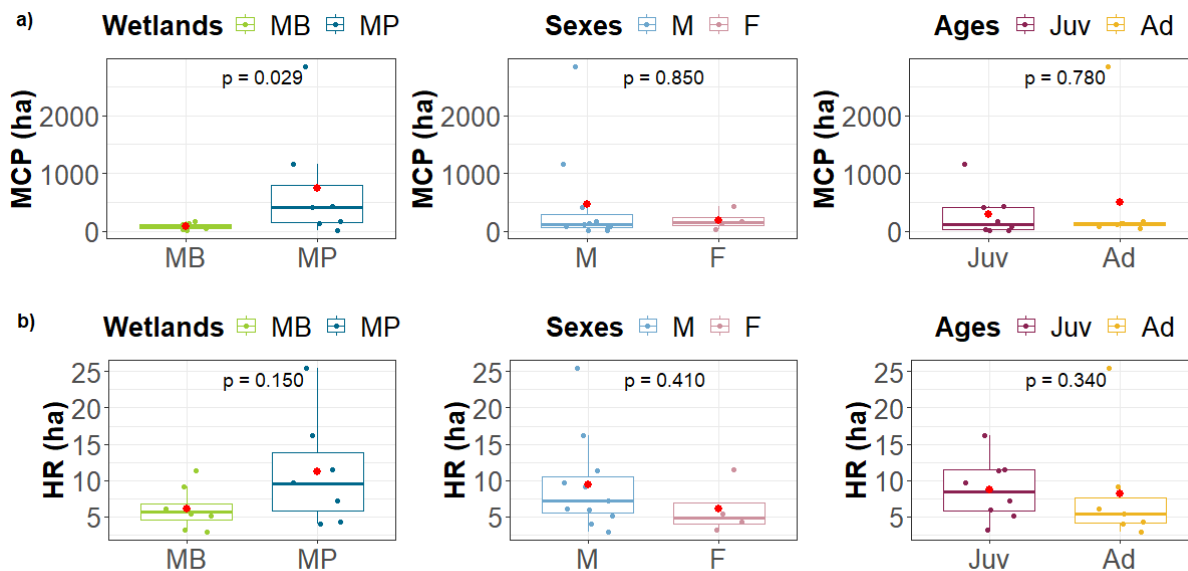 a)
Wetlands MB MP
Sexes M F
Ages Juv Ad
MCP (ha)
2000
1000
0
p = 0.029
MB MP
MCP (ha)
2000
1000
0
p = 0.850
M F
MCP (ha)
2000
1000
0
p = 0.780
Juv Ad
b)
Wetlands MB MP
Sexes M F
Ages Juv Ad
HR (ha)
25
20
15
10
5
p = 0.150
MB MP
HR (ha)
25
20
15
10
5
p = 0.410
M F
HR (ha)
25
20
15
10
5
p = 0.340
Juv Ad